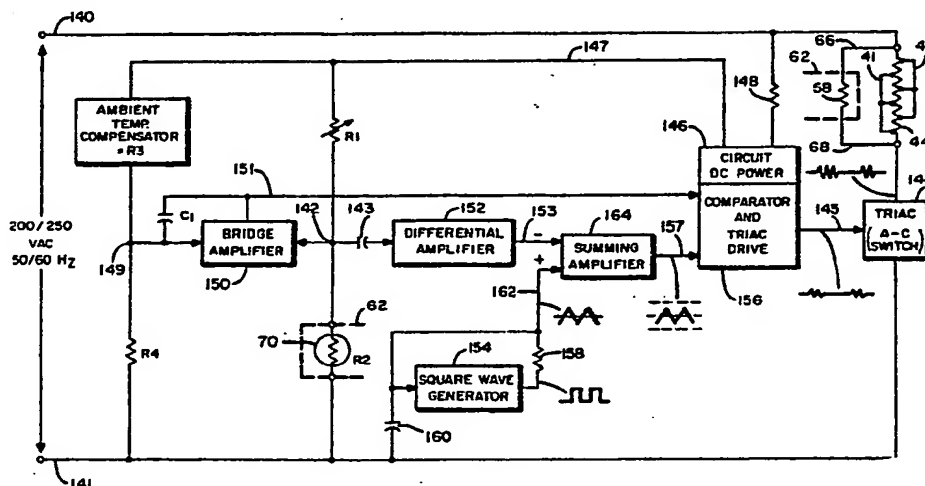 140
147
66
41
4
62
58
148
AMBIENT
TEMP.
COMPENSATOR
= R3
R1
146
68
44
CIRCUIT
DC POWER
151
142
143
152
153
164
157
145
14
C1
200/250
VAC
50/60 HZ
149
BRIDGE
AMPLIFIER
150
DIFFERENTIAL
AMPLIFIER
−
+
SUMMING
AMPLIFIER
COMPARATOR
AND
TRIAC
DRIVE
156
TRIAC
(A-C
SWITCH)
162
62
70
R2
R4
154
158
SQUARE WAVE
GENERATOR
160
141